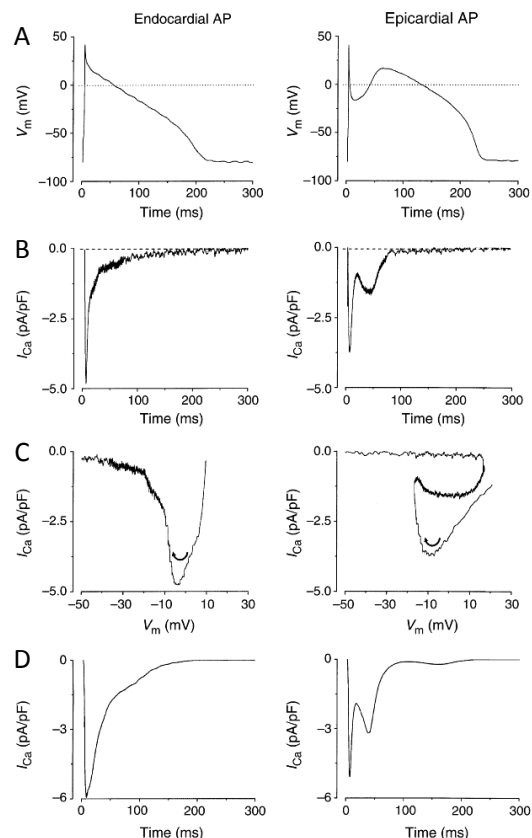 Endocardial AP
Epicardial AP
A
50
0
−50
−100
Vm (mV)
0 100 200 300
Time (ms)
50
0
−50
−100
Vm (mV)
0 100 200 300
Time (ms)
B
0.0
−2.5
−5.0
ICa (pA/pF)
0 100 200 300
Time (ms)
0.0
−2.5
−5.0
ICa (pA/pF)
0 100 200 300
Time (ms)
C
0.0
−2.5
−5.0
ICa (pA/pF)
−50 −30 −10 10 30
Vm (mV)
0.0
−2.5
−5.0
ICa (pA/pF)
−50 −30 −10 10 30
Vm (mV)
D
0
−3
−6
ICa (pA/pF)
0 100 200 300
Time (ms)
0
−3
−6
ICa (pA/pF)
0 100 200 300
Time (ms)